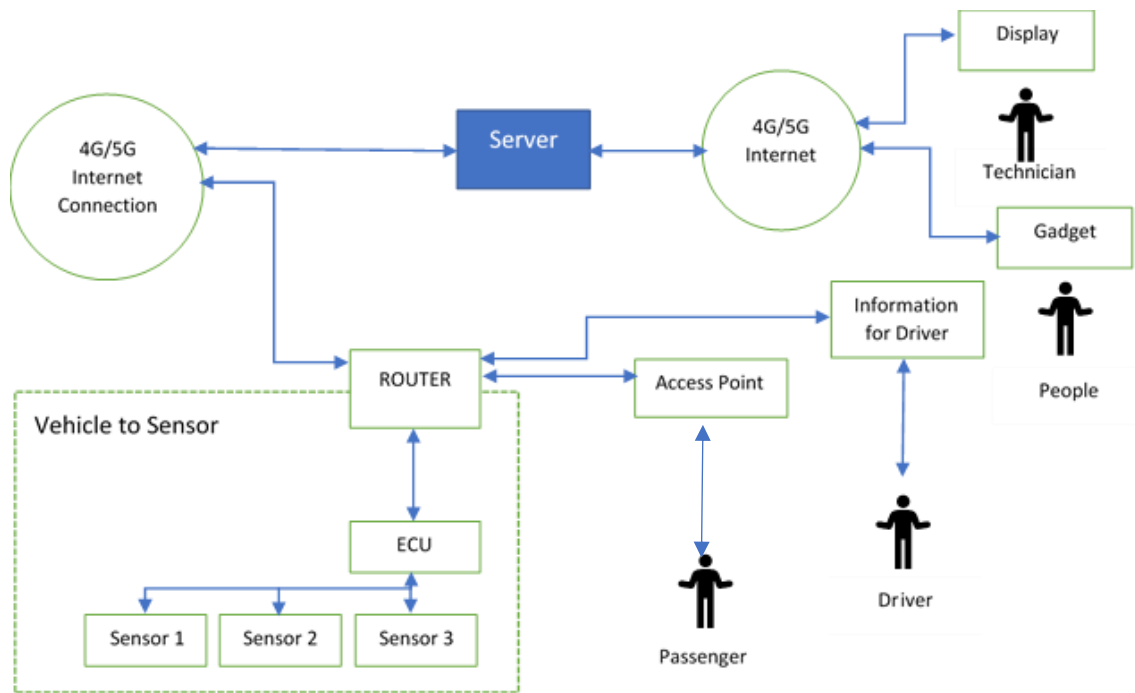 Display
4G/5G
Internet
Connection
Server
4G/5G
Internet
Technician
Gadget
Information
for Driver
ROUTER
Access Point
People
Vehicle to Sensor
ECU
Driver
Sensor 1
Sensor 2
Sensor 3
Passenger